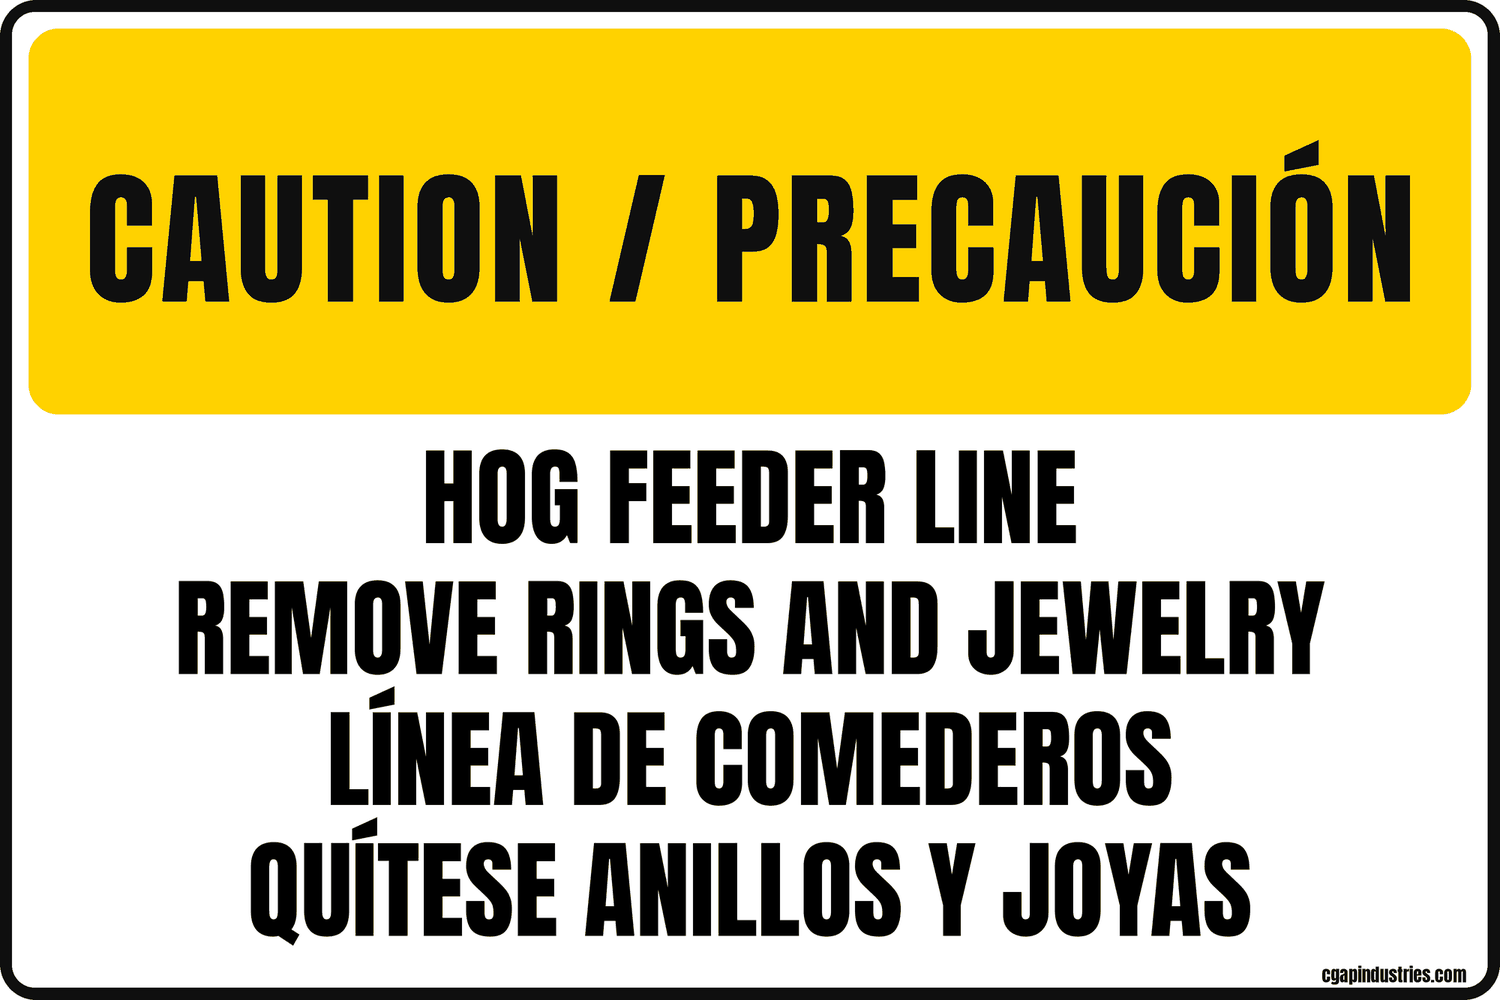 CAUTION / PRECAUCIÓN
HOG FEEDER LINE
REMOVE RINGS AND JEWELRY
LÍNEA DE COMEDEROS
QUÍTESE ANILLOS Y JOYAS
cgapindustries.com